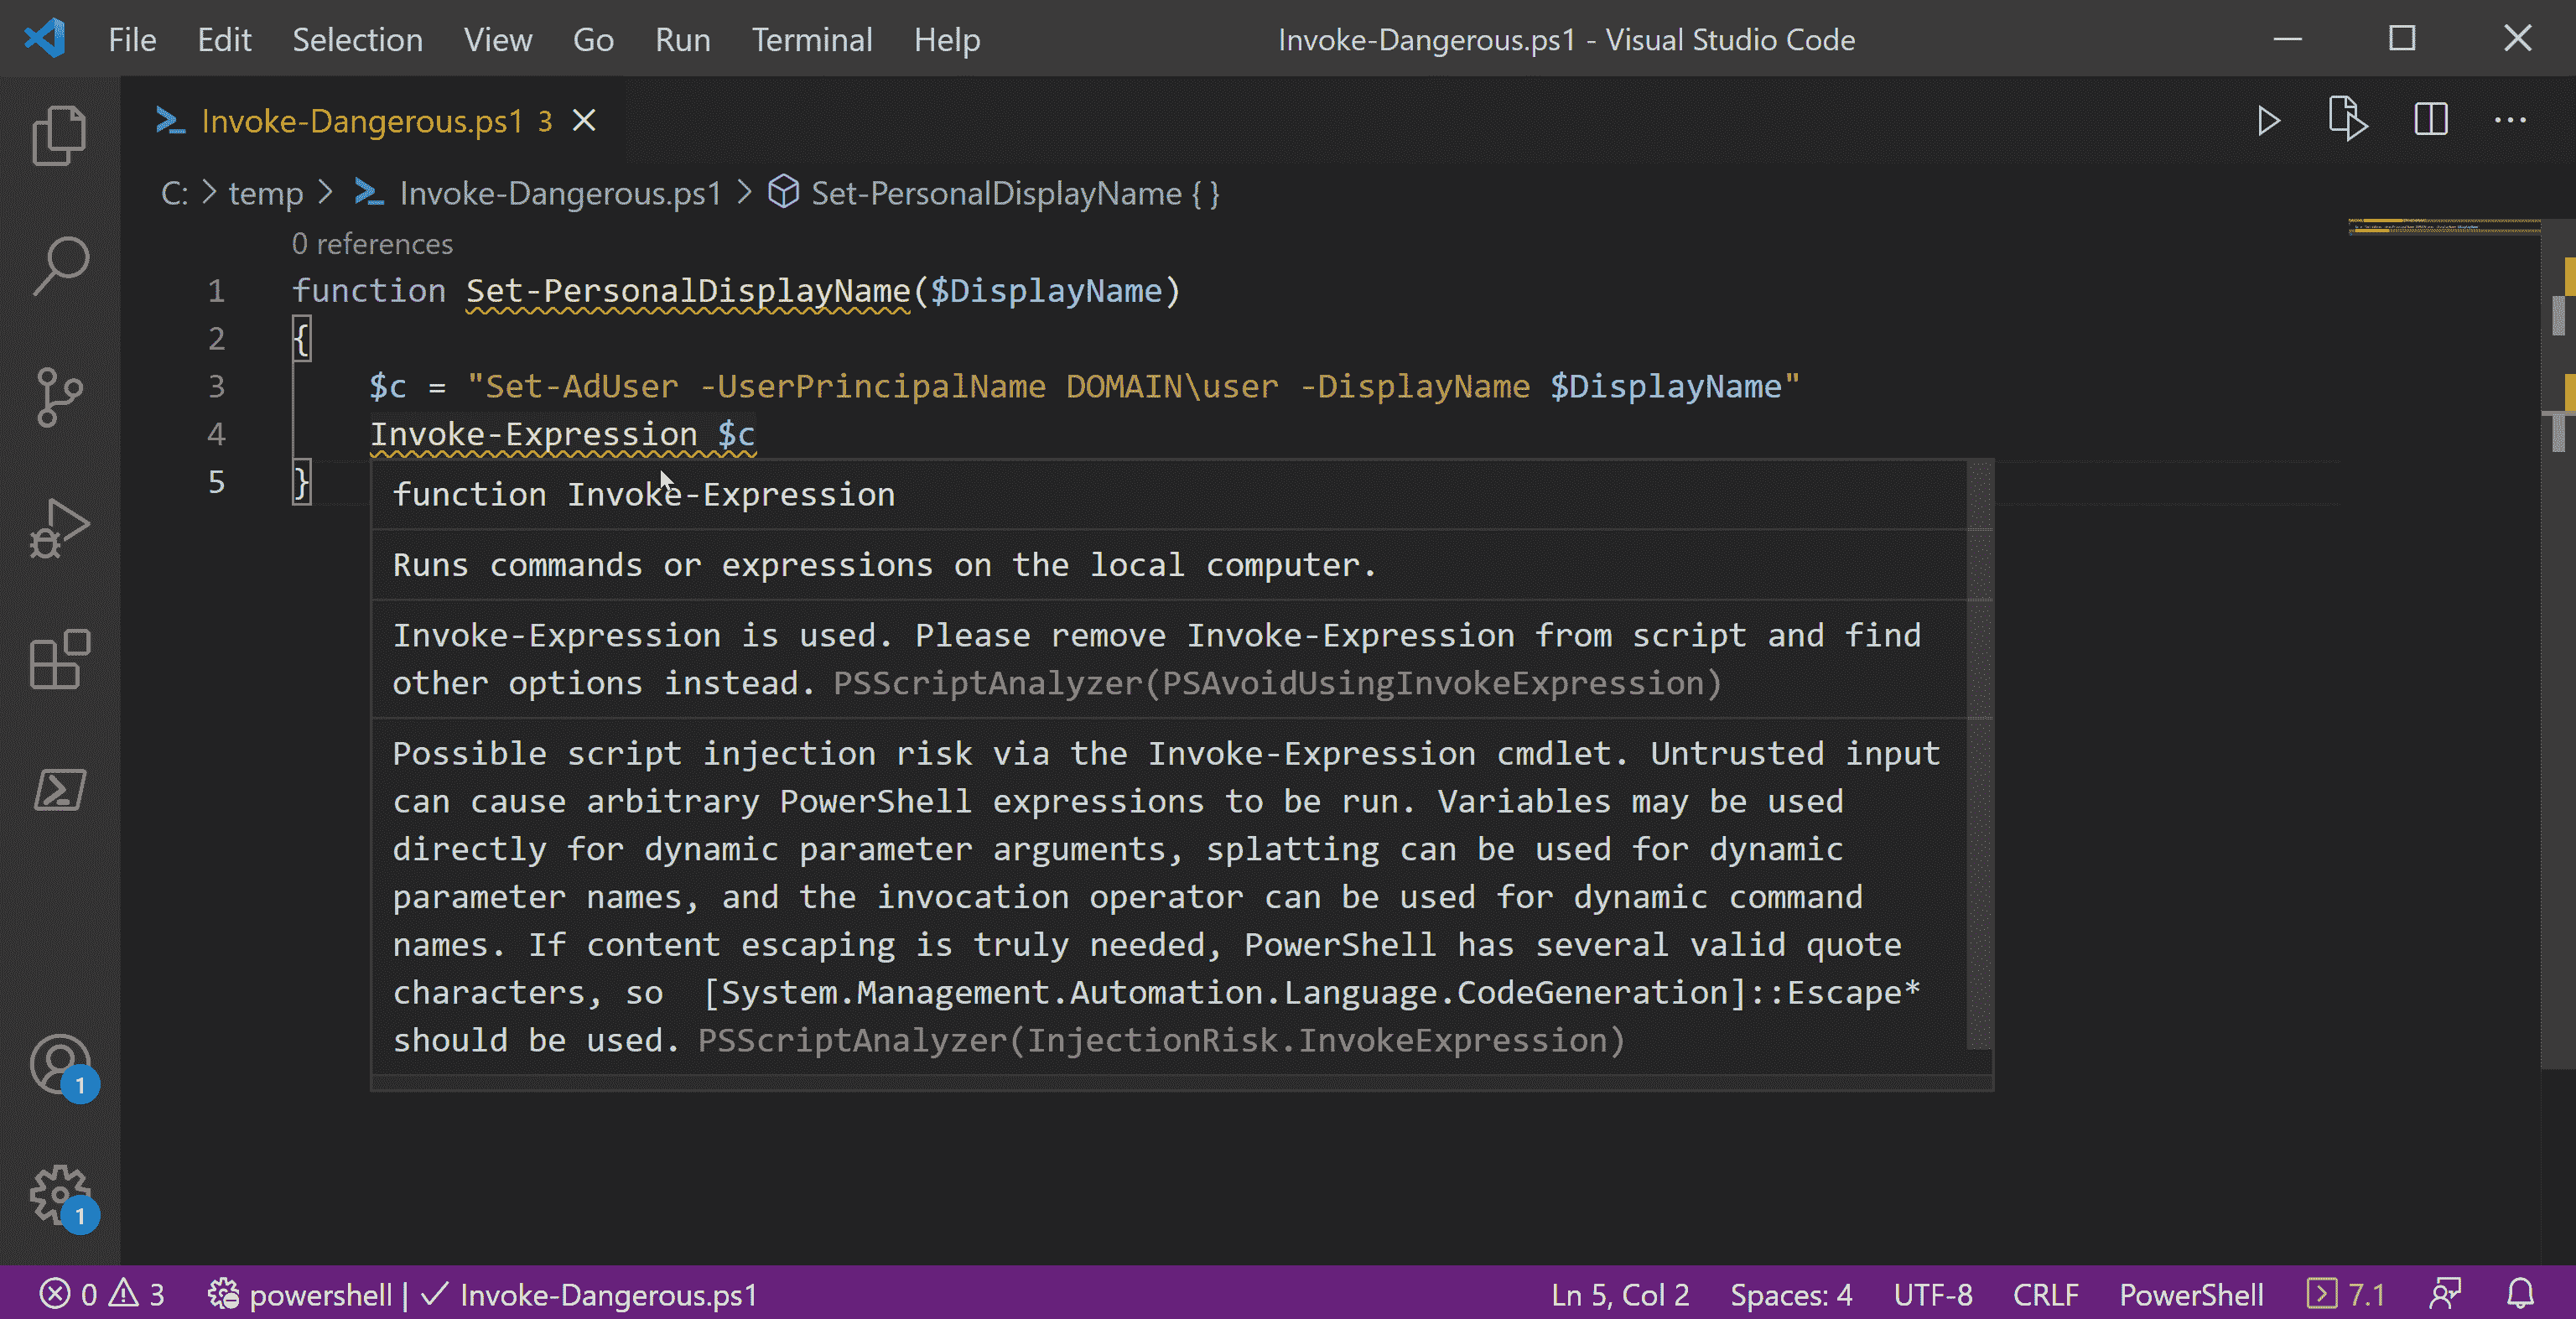 File Edit Selection View Go Run Terminal Help Invoke-Dangerous.ps1 - Visual Studio Code
Invoke-Dangerous.ps1 3
C: > temp > Invoke-Dangerous.ps1 > Set-PersonalDisplayName { }
0 references
1 function Set-PersonalDisplayName($DisplayName)
2 {
3 $c = "Set-AdUser -UserPrincipalName DOMAIN\user -DisplayName $DisplayName"
4 Invoke-Expression $c
5 }
function Invoke-Expression
Runs commands or expressions on the local computer.
Invoke-Expression is used. Please remove Invoke-Expression from script and find
other options instead. PSScriptAnalyzer(PSAvoidUsingInvokeExpression)
Possible script injection risk via the Invoke-Expression cmdlet. Untrusted input
can cause arbitrary PowerShell expressions to be run. Variables may be used
directly for dynamic parameter arguments, splatting can be used for dynamic
parameter names, and the invocation operator can be used for dynamic command
names. If content escaping is truly needed, PowerShell has several valid quote
characters, so  [System.Management.Automation.Language.CodeGeneration]::Escape*
should be used. PSScriptAnalyzer(InjectionRisk.InvokeExpression)
1
1
0 3 powershell | ✓ Invoke-Dangerous.ps1 Ln 5, Col 2 Spaces: 4 UTF-8 CRLF PowerShell 7.1